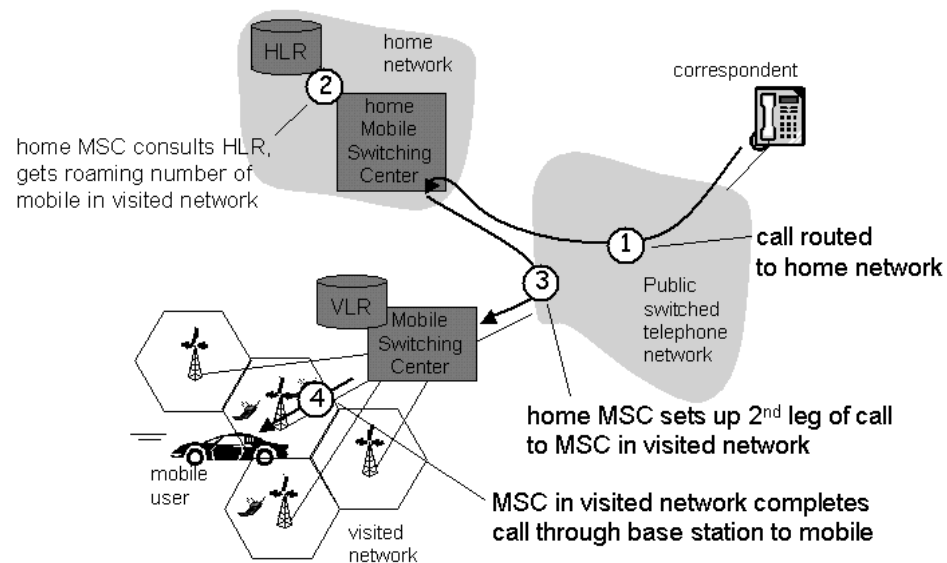 HLR
home
network
2
home
Mobile
Switching
Center
correspondent
home MSC consults HLR,
gets roaming number of
mobile in visited network
1
call routed
to home network
3
Public
switched
telephone
network
VLR
Mobile
Switching
Center
4
home MSC sets up 2nd leg of call
to MSC in visited network
mobile
user
MSC in visited network completes
call through base station to mobile
visited
network